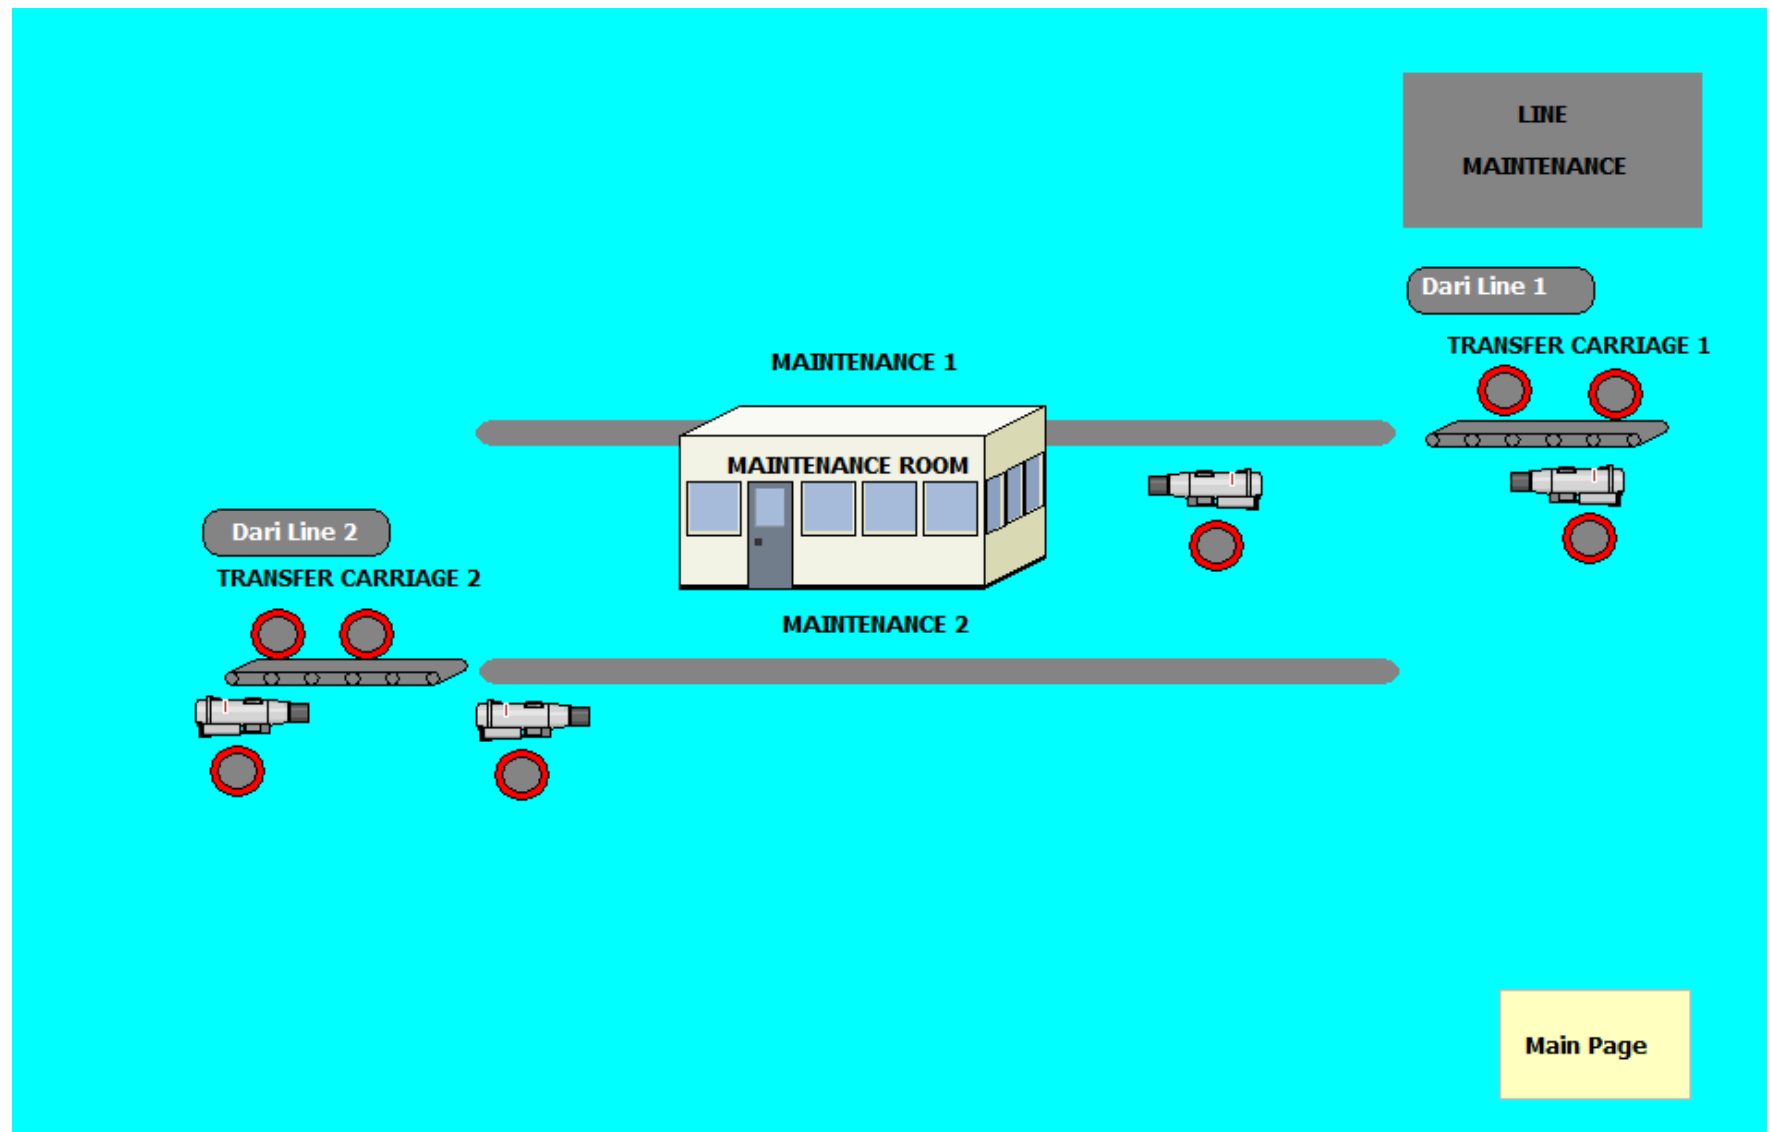 LINE
MAINTENANCE
Dari Line 1
TRANSFER CARRIAGE 1
MAINTENANCE 1
MAINTENANCE ROOM
Dari Line 2
TRANSFER CARRIAGE 2
MAINTENANCE 2
Main Page